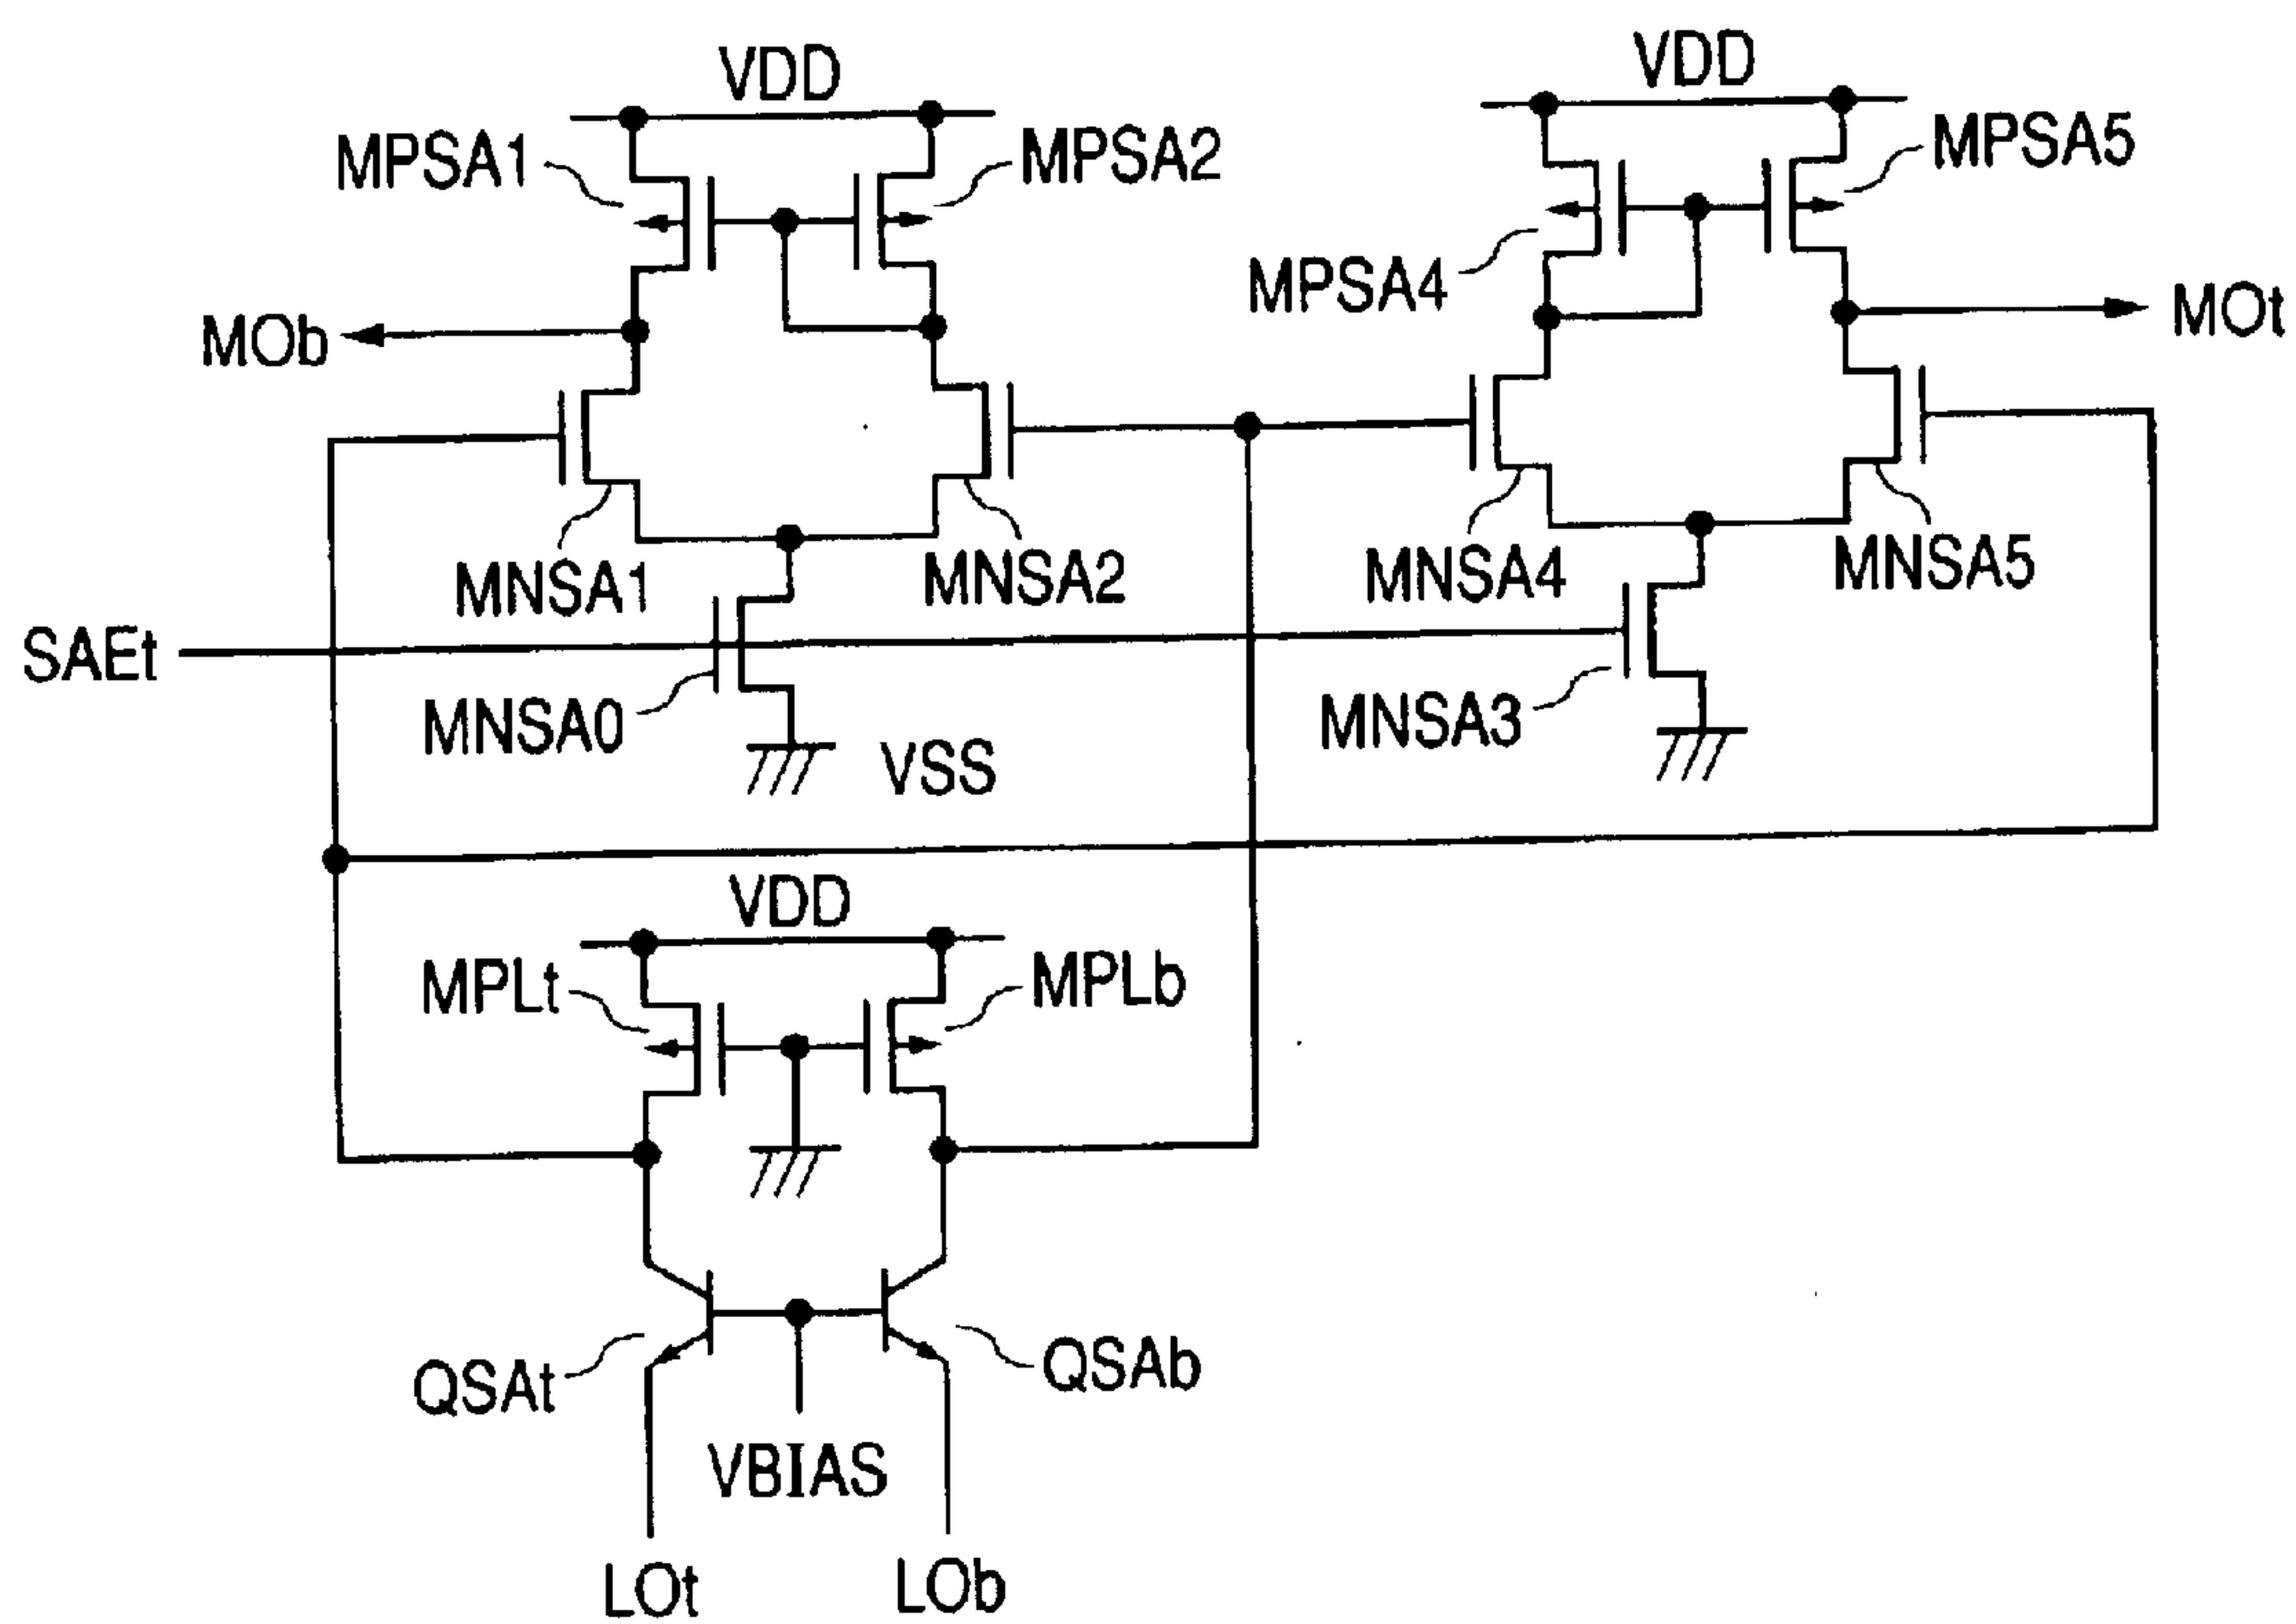 VDD
VDD
MPSA1
MPSA2
MPSA5
MPSA4
MOb
MOt
MNSA1
MNSA2
MNSA4
MNSA5
SAEt
MNSA0
VSS
MNSA3
VDD
MPLt
MPLb
QSAt
QSAb
VBIAS
LOt
LOb